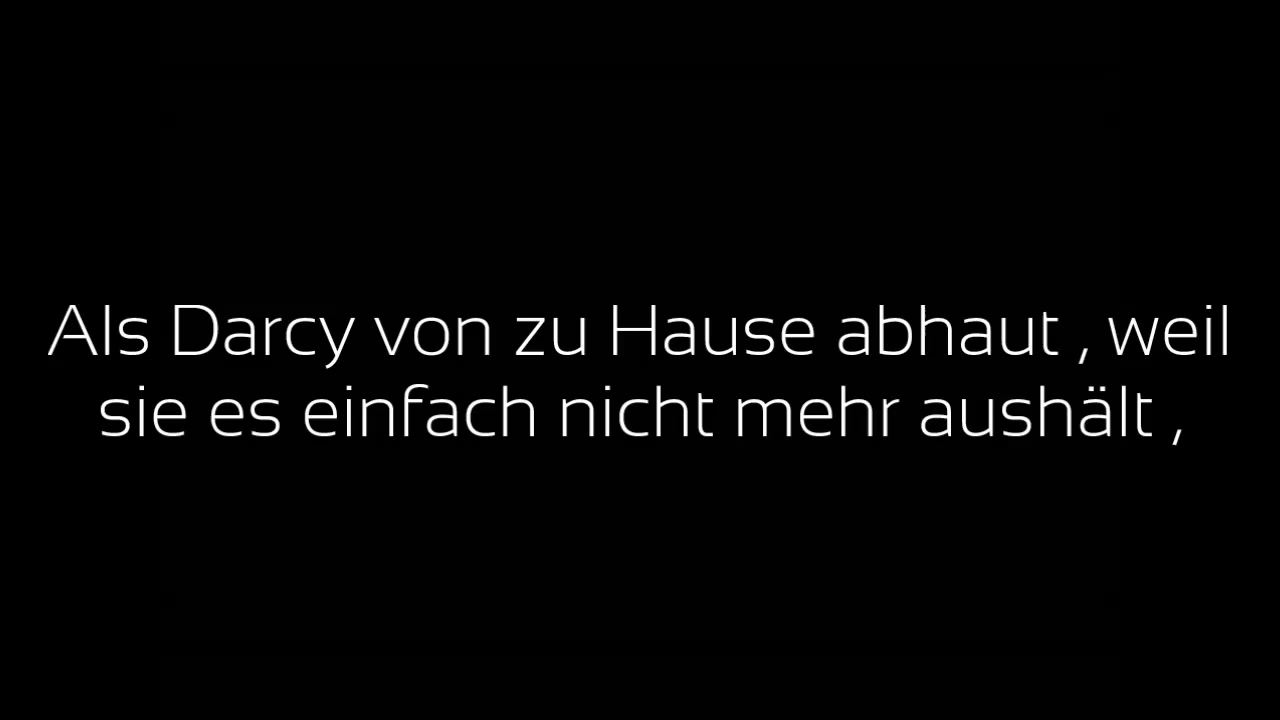 Als Darcy von zu Hause abhaut , weil
sie es einfach nicht mehr aushält ,